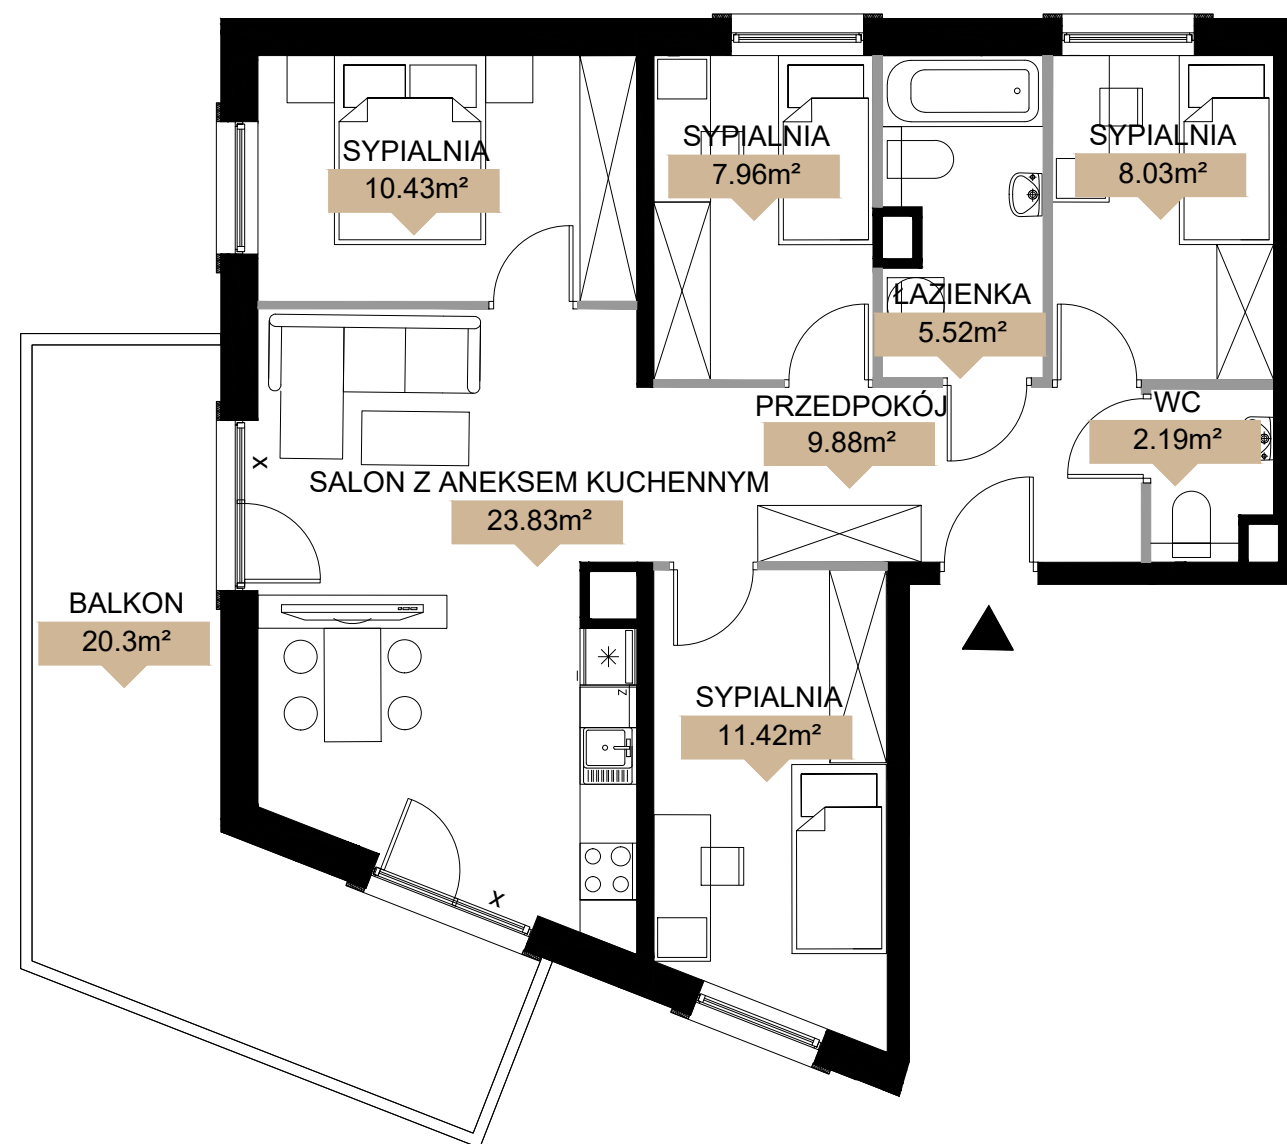 SYPIALNIA
10.43m²
SYPIALNIA
7.96m²
SYPIALNIA
8.03m²
ŁAZIENKA
5.52m²
PRZEDPOKÓJ
9.88m²
WC
2.19m²
x
SALON Z ANEKSEM KUCHENNYM
23.83m²
BALKON
20.3m²
z
SYPIALNIA
11.42m²
x